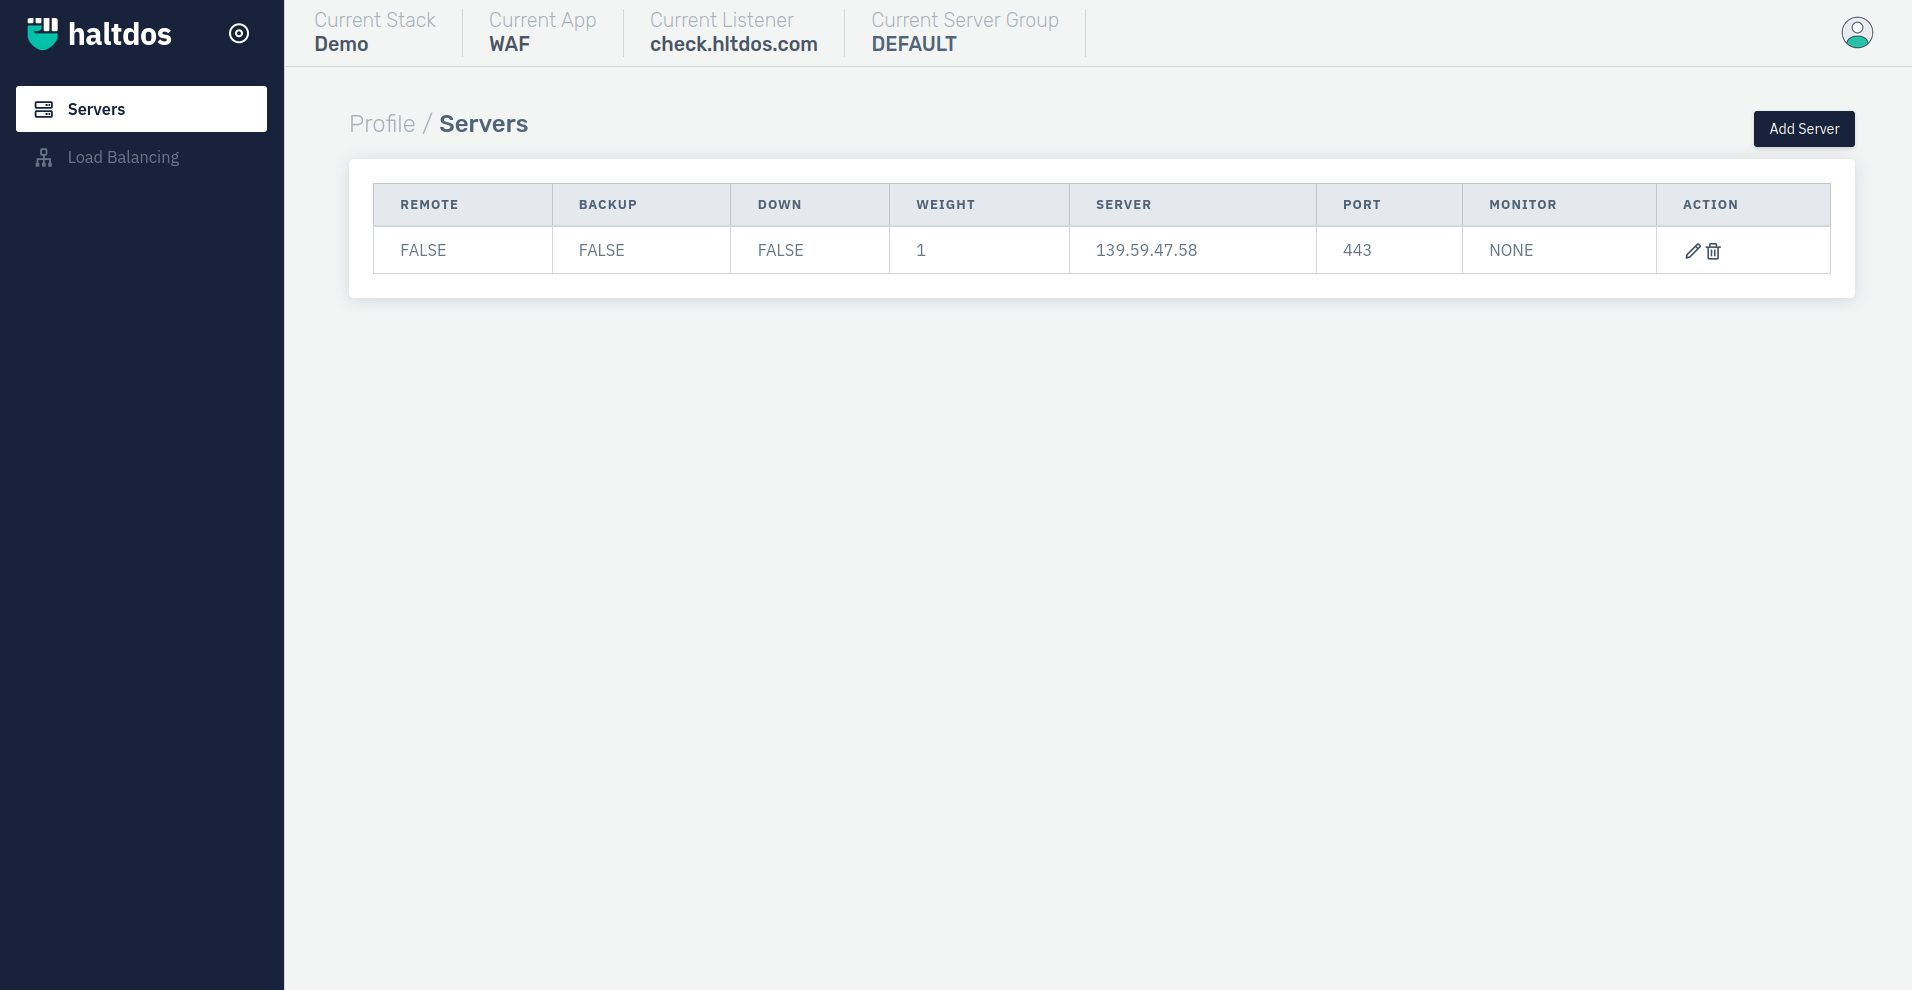 haltdos
Current Stack
Demo
Current App
WAF
Current Listener
check.hltdos.com
Current Server Group
DEFAULT
Servers
Load Balancing
Profile / Servers
Add Server
REMOTE BACKUP DOWN WEIGHT SERVER PORT MONITOR ACTION
FALSE FALSE FALSE 1 139.59.47.58 443 NONE